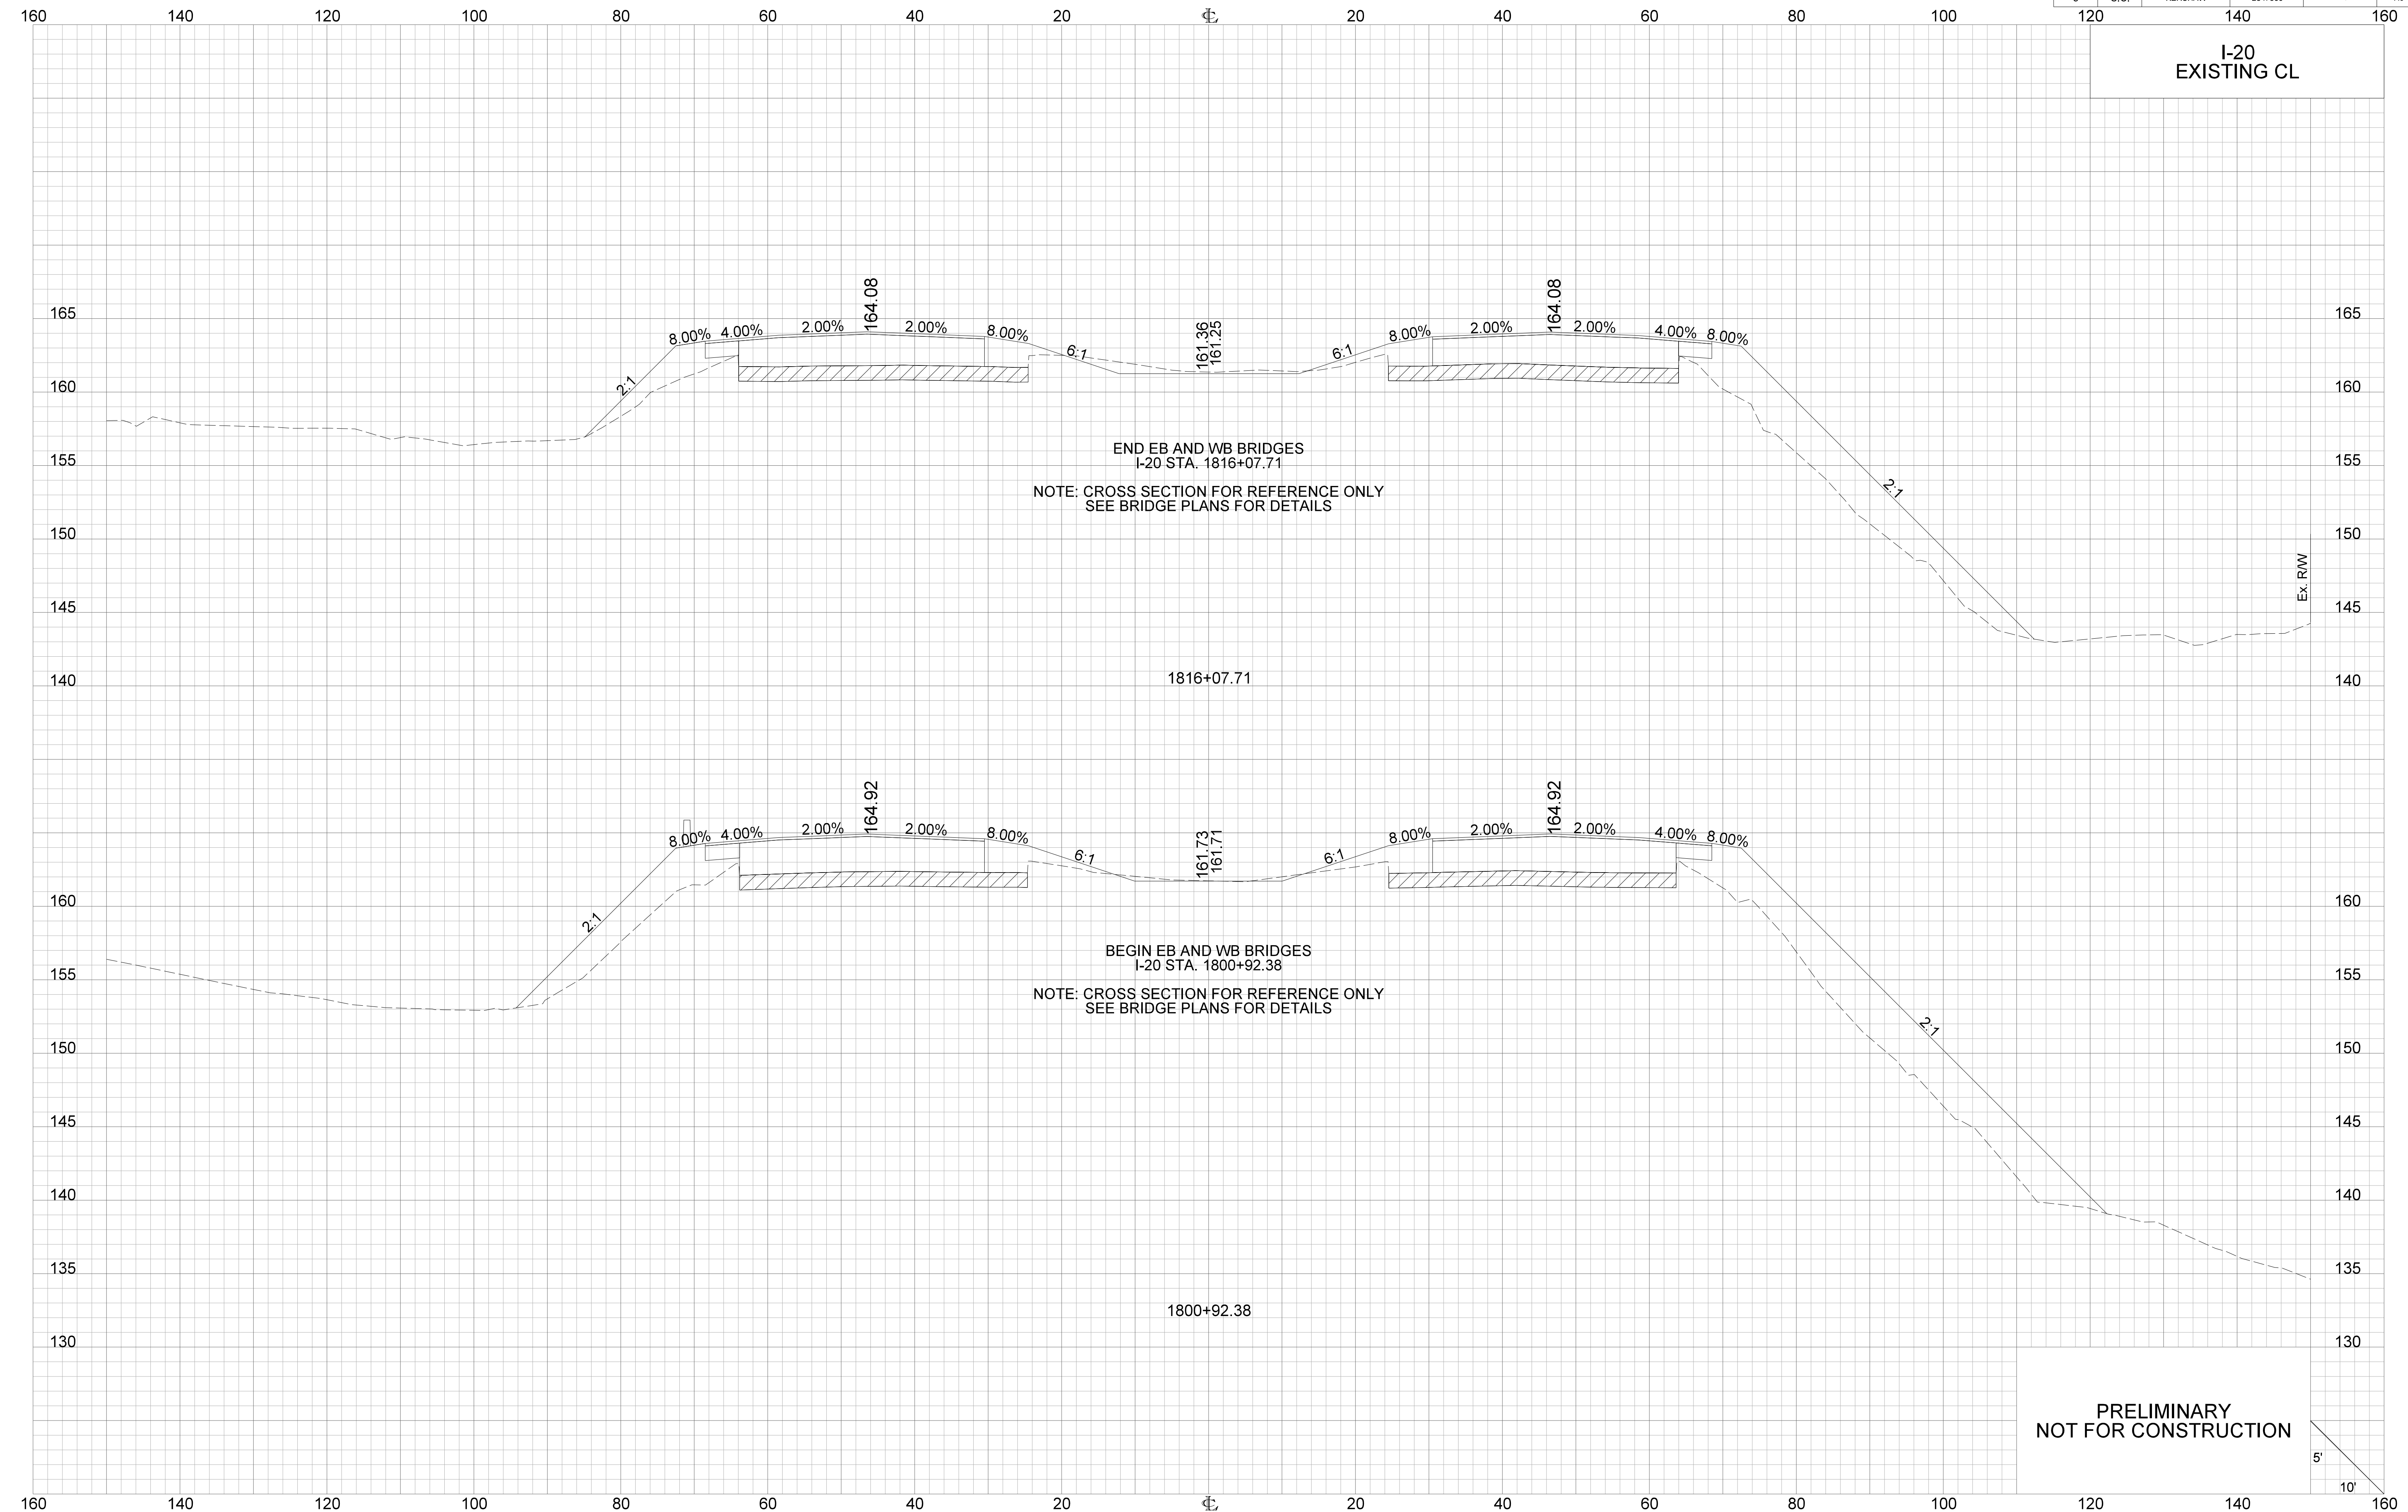 160 140 120 100 80 60 40 20 CL 20 40 60 80 100 120 140 160
I-20
EXISTING CL
164.08 164.08
165 165
8.00% 4.00% 2.00% 2.00% 8.00% 6:1 161.36 161.25 6:1 8.00% 2.00% 2.00% 4.00% 8.00%
2:1
160 160
END EB AND WB BRIDGES
I-20 STA. 1816+07.71
155 155
NOTE: CROSS SECTION FOR REFERENCE ONLY
SEE BRIDGE PLANS FOR DETAILS
2:1
150 150
Ex. R/W
145 145
1816+07.71
140 140
164.92 164.92
8.00% 4.00% 2.00% 2.00% 8.00% 6:1 161.73 161.71 6:1 8.00% 2.00% 2.00% 4.00% 8.00%
160 160
2:1
BEGIN EB AND WB BRIDGES
I-20 STA. 1800+92.38
155 155
NOTE: CROSS SECTION FOR REFERENCE ONLY
SEE BRIDGE PLANS FOR DETAILS
2:1
150 150
145 145
140 140
135 135
1800+92.38
130 130
PRELIMINARY
NOT FOR CONSTRUCTION
5'
10'
160 140 120 100 80 60 40 20 CL 20 40 60 80 100 120 140 160